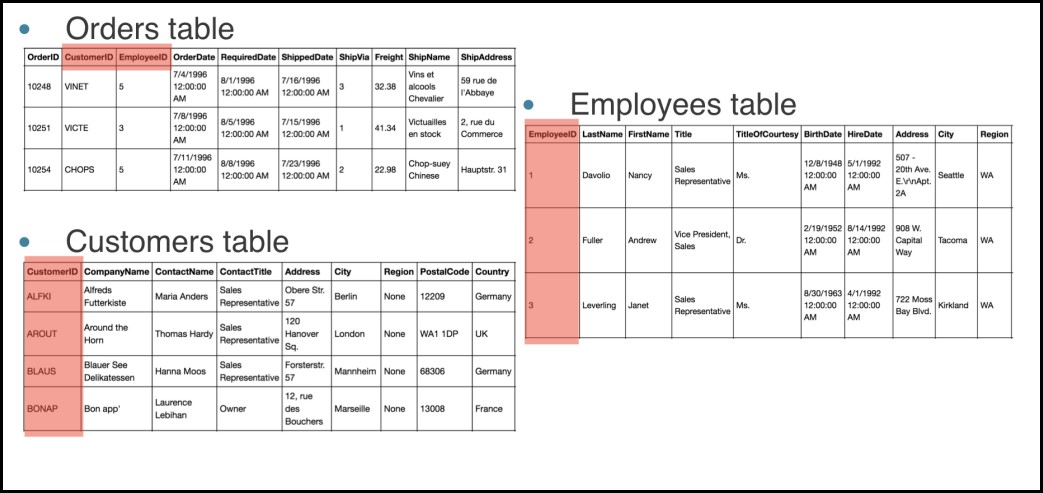 Orders table
OrderID CustomerID EmployeeID OrderDate RequiredDate ShippedDate ShipVia Freight ShipName ShipAddress
10248 VINET 5 7/4/1996 12:00:00 AM 8/1/1996 12:00:00 AM 7/16/1996 12:00:00 AM 3 32.38 Vins et alcools Chevalier 59 rue de l'Abbaye
10251 VICTE 3 7/8/1996 12:00:00 AM 8/5/1996 12:00:00 AM 7/15/1996 12:00:00 AM 1 41.34 Victuailles en stock 2, rue du Commerce
10254 CHOPS 5 7/11/1996 12:00:00 AM 8/8/1996 12:00:00 AM 7/23/1996 12:00:00 AM 2 22.98 Chop-suey Chinese Hauptstr. 31
Customers table
CustomerID CompanyName ContactName ContactTitle Address City Region PostalCode Country
ALFKI Alfreds Futterkiste Maria Anders Sales Representative Obere Str. 57 Berlin None 12209 Germany
AROUT Around the Horn Thomas Hardy Sales Representative 120 Hanover Sq. London None WA1 1DP UK
BLAUS Blauer See Delikatessen Hanna Moos Sales Representative Forsterstr. 57 Mannheim None 68306 Germany
BONAP Bon app' Laurence Lebihan Owner 12, rue des Bouchers Marseille None 13008 France
Employees table
EmployeeID LastName FirstName Title TitleOfCourtesy BirthDate HireDate Address City Region
1 Davolio Nancy Sales Representative Ms. 12/8/1948 12:00:00 AM 5/1/1992 12:00:00 AM 507 - 20th Ave. E.\r\nApt. 2A Seattle WA
2 Fuller Andrew Vice President, Sales Dr. 2/19/1952 12:00:00 AM 8/14/1992 12:00:00 AM 908 W. Capital Way Tacoma WA
3 Leverling Janet Sales Representative Ms. 8/30/1963 12:00:00 AM 4/1/1992 12:00:00 AM 722 Moss Bay Blvd. Kirkland WA